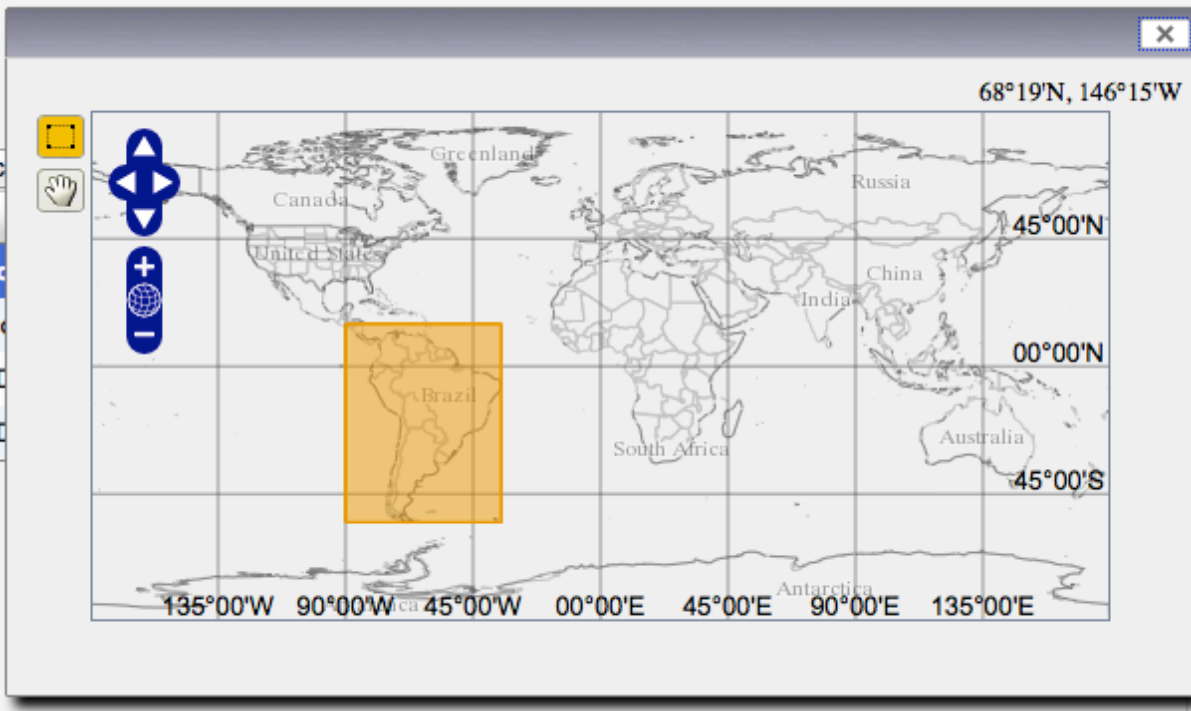 68°19'N, 146°15'W
Greenland
Russia
Canada
45°00'N
United States
China
India
00°00'N
Brazil
Australia
South Africa
45°00'S
Antarctica
135°00'W 90°00'W 45°00'W 00°00'E 45°00'E 90°00'E 135°00'E